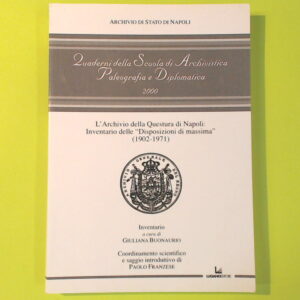 ARCHIVIO DI STATO DI NAPOLI
Quaderni della Scuola di Archivistica
Paleografia e Diplomatica
2000
L'Archivio della Questura di Napoli:
Inventario delle "Disposizioni di massima"
(1902-1971)
Inventario
a cura di
GIULIANA BUONAURIO
Coordinamento scientifico
e saggio introduttivo di
PAOLO FRANZESE